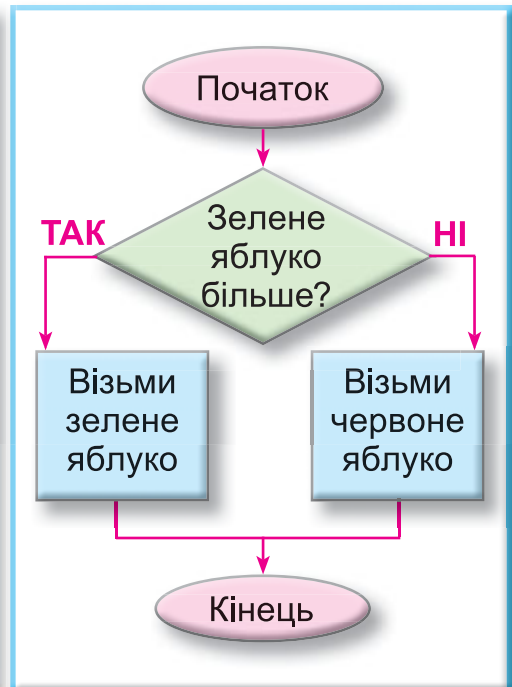 Початок
Зелене
яблуко
більше?
ТАК
НІ
Візьми
зелене
яблуко
Візьми
червоне
яблуко
Кінець